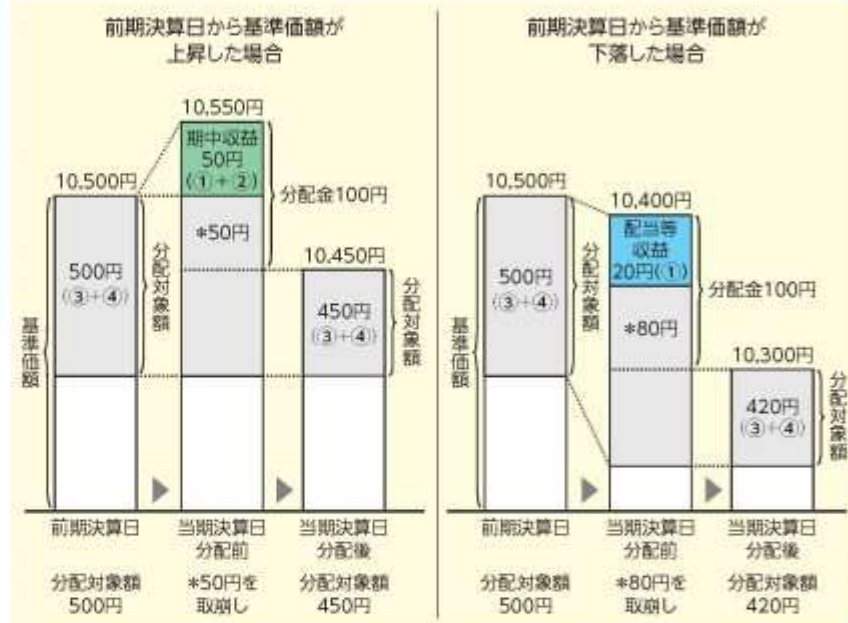 前期決算日から基準価額が
上昇した場合
10,550円
期中収益
50円
(①+②)
10,500円
分配金100円
*50円
10,450円
500円
(③+④)
分配対象額
450円
(③+④)
分配対象額
基準価額
前期決算日
当期決算日
分配前
当期決算日
分配後
分配対象額
500円
*50円を
取崩し
分配対象額
450円
前期決算日から基準価額が
下落した場合
10,500円
10,400円
配当等
収益
20円(①)
500円
(③+④)
分配対象額
分配金100円
*80円
10,300円
基準価額
420円
(③+④)
分配対象額
前期決算日
当期決算日
分配前
当期決算日
分配後
分配対象額
500円
*80円を
取崩し
分配対象額
420円